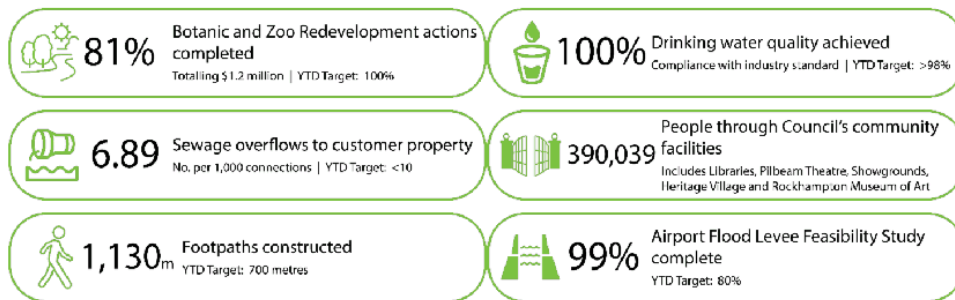 81%
Botanic and Zoo Redevelopment actions
completed
Totalling $1.2 million | YTD Target: 100%
100%
Drinking water quality achieved
Compliance with industry standard | YTD Target: >98%
6.89
Sewage overflows to customer property
No. per 1,000 connections | YTD Target: <10
390,039
People through Council's community
facilities
Includes Libraries, Pilbeam Theatre, Showgrounds,
Heritage Village and Rockhampton Museum of Art
1,130m
Footpaths constructed
YTD Target: 700 metres
99%
Airport Flood Levee Feasibility Study
complete
YTD Target: 80%